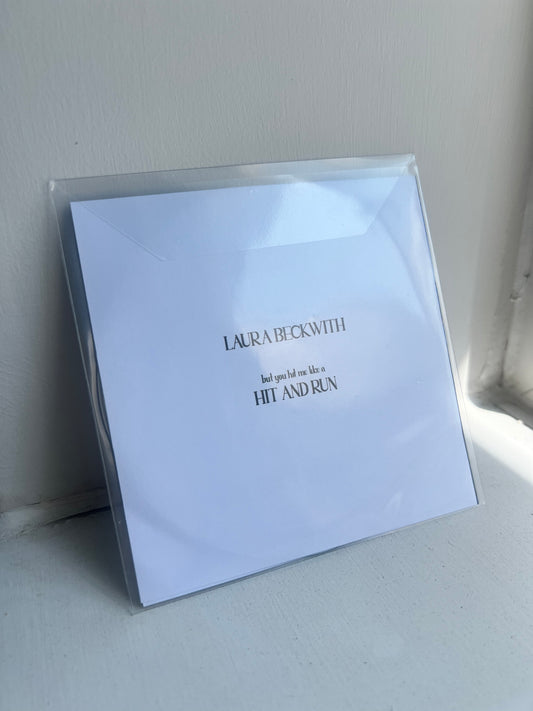 LAURA BECKWITH
but you hit me like a
HIT AND RUN